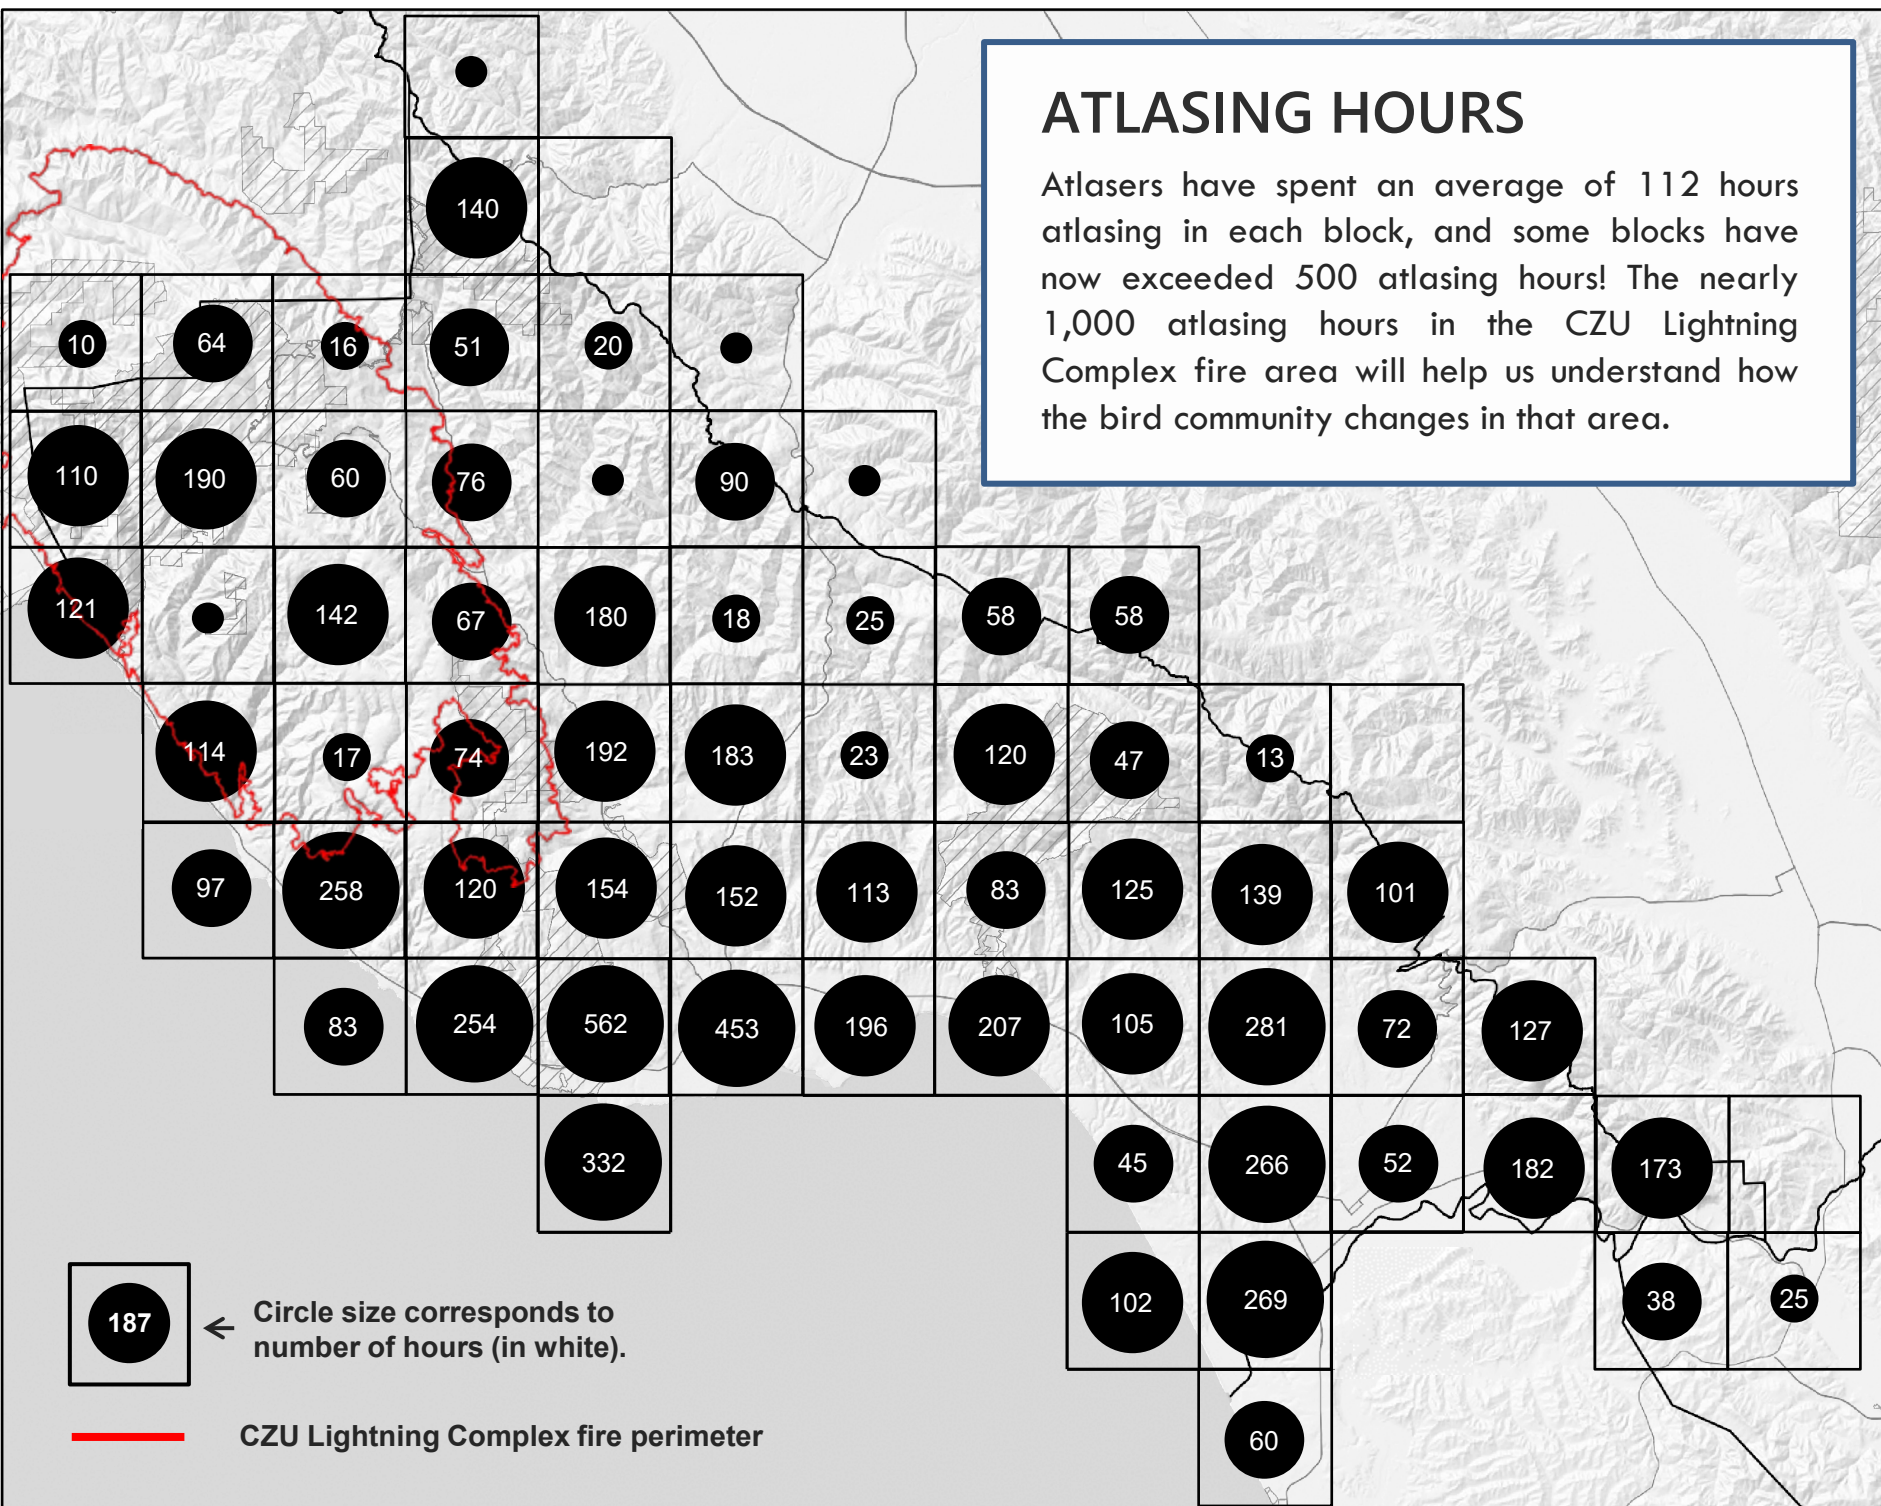 ATLASING HOURS
Atlasers have spent an average of 112 hours
atlasing in each block, and some blocks have
now exceeded 500 atlasing hours! The nearly
1,000 atlasing hours in the CZU Lightning
Complex fire area will help us understand how
the bird community changes in that area.
140
10 64 16 51 20
110 190 60 76 90
121 142 67 180 18 25 58 58
114 17 74 192 183 23 120 47 13
97 258 120 154 152 113 83 125 139 101
83 254 562 453 196 207 105 281 72 127
332 45 266 52 182 173
102 269 38 25
60
187
Circle size corresponds to
number of hours (in white).
CZU Lightning Complex fire perimeter